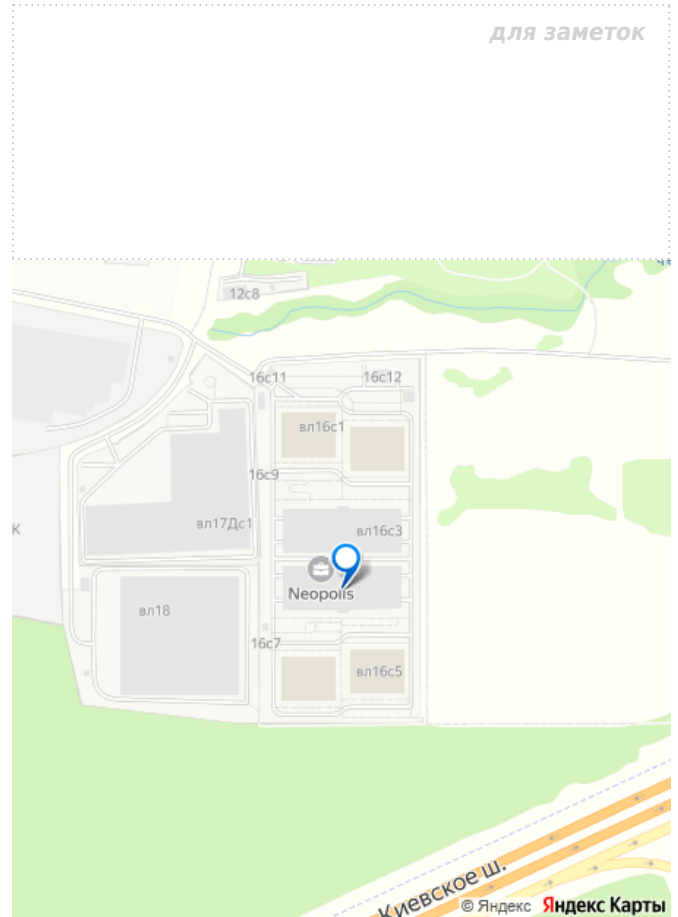 для заметок
12с8
16с11
16с12
вл16с1
16с9
вл17Дс1
вл16с3
К
Neopolis
вл18
16с7
вл16с5
Киевское ш.
© Яндекс Яндекс Карты